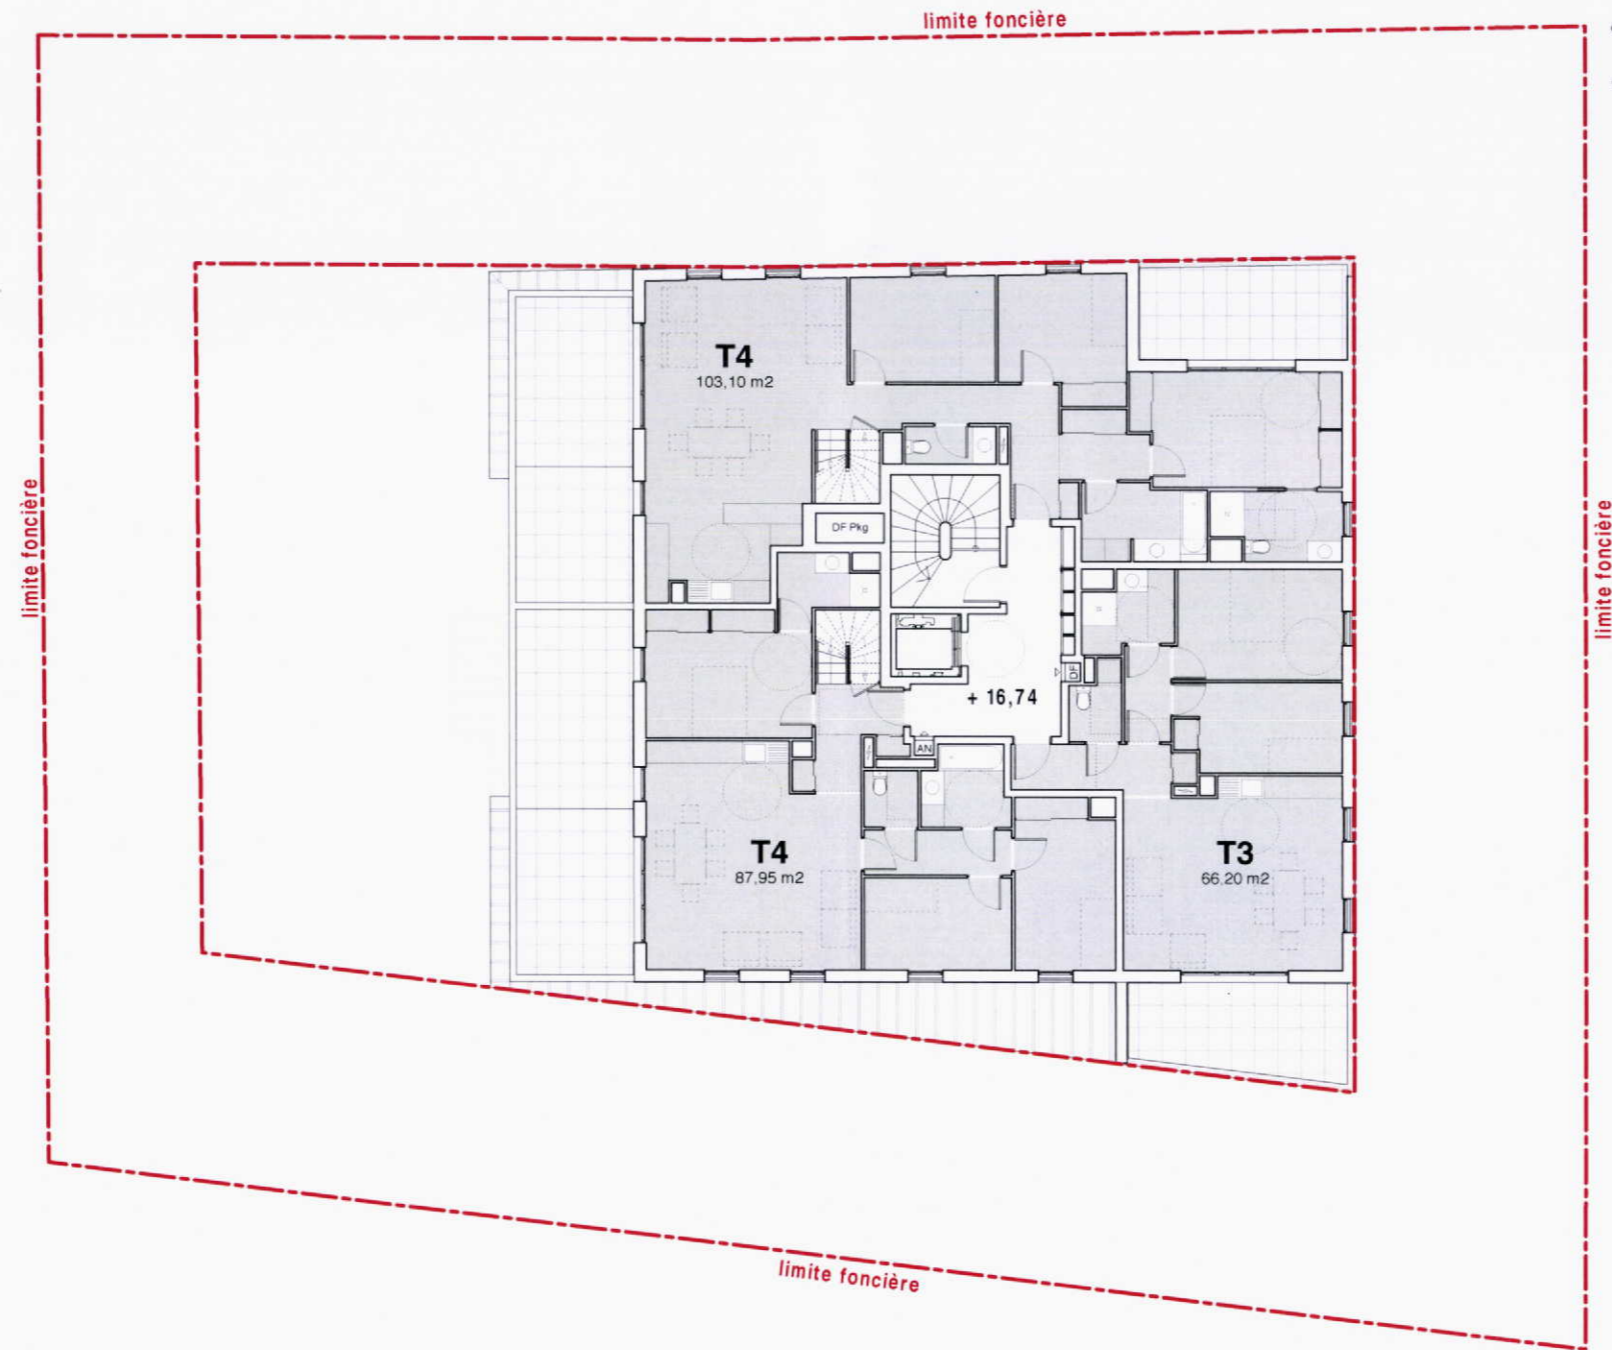 limite foncière
T4
103,10 m2
DF Pkg
limite foncière
limite foncière
DF
+ 16,74
AN
T4
87,95 m2
T3
66,20 m2
limite foncière